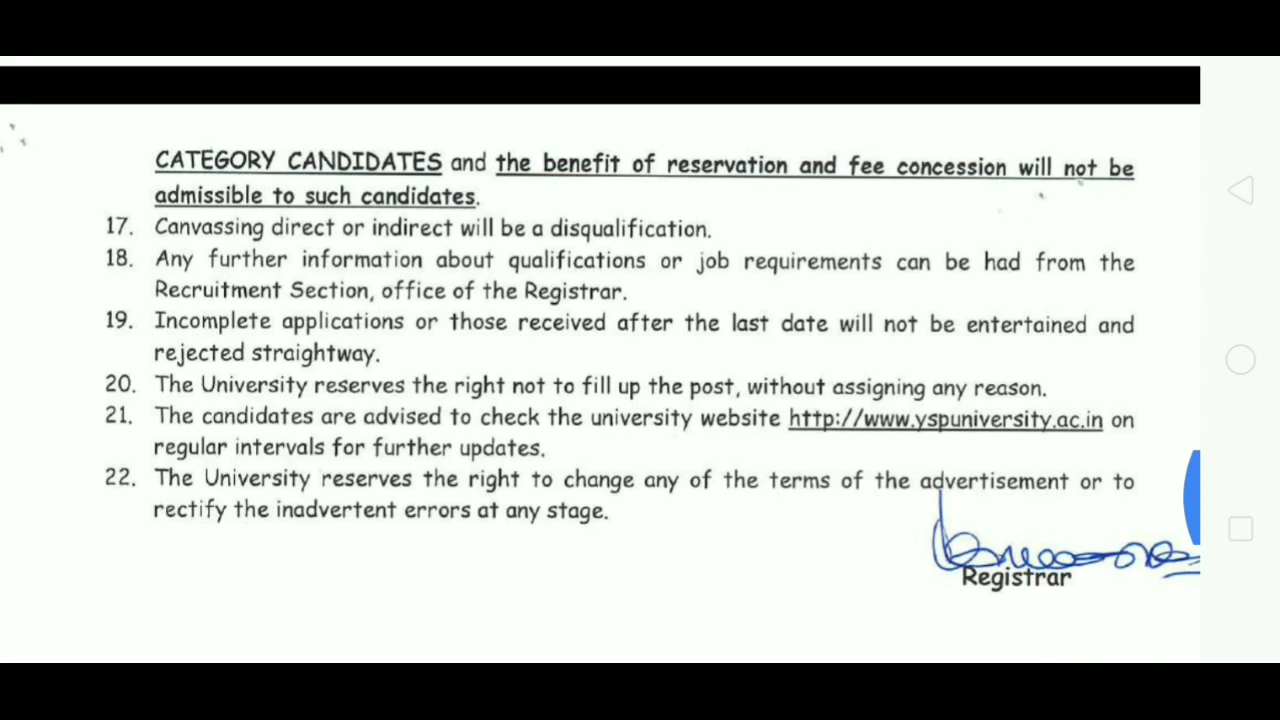 CATEGORY CANDIDATES and the benefit of reservation and fee concession will not be
admissible to such candidates.
17. Canvassing direct or indirect will be a disqualification.
18. Any further information about qualifications or job requirements can be had from the
Recruitment Section, office of the Registrar.
19. Incomplete applications or those received after the last date will not be entertained and
rejected straightway.
20. The University reserves the right not to fill up the post, without assigning any reason.
21. The candidates are advised to check the university website http://www.yspuniversity.ac.in on
regular intervals for further updates.
22. The University reserves the right to change any of the terms of the advertisement or to
rectify the inadvertent errors at any stage.
Registrar